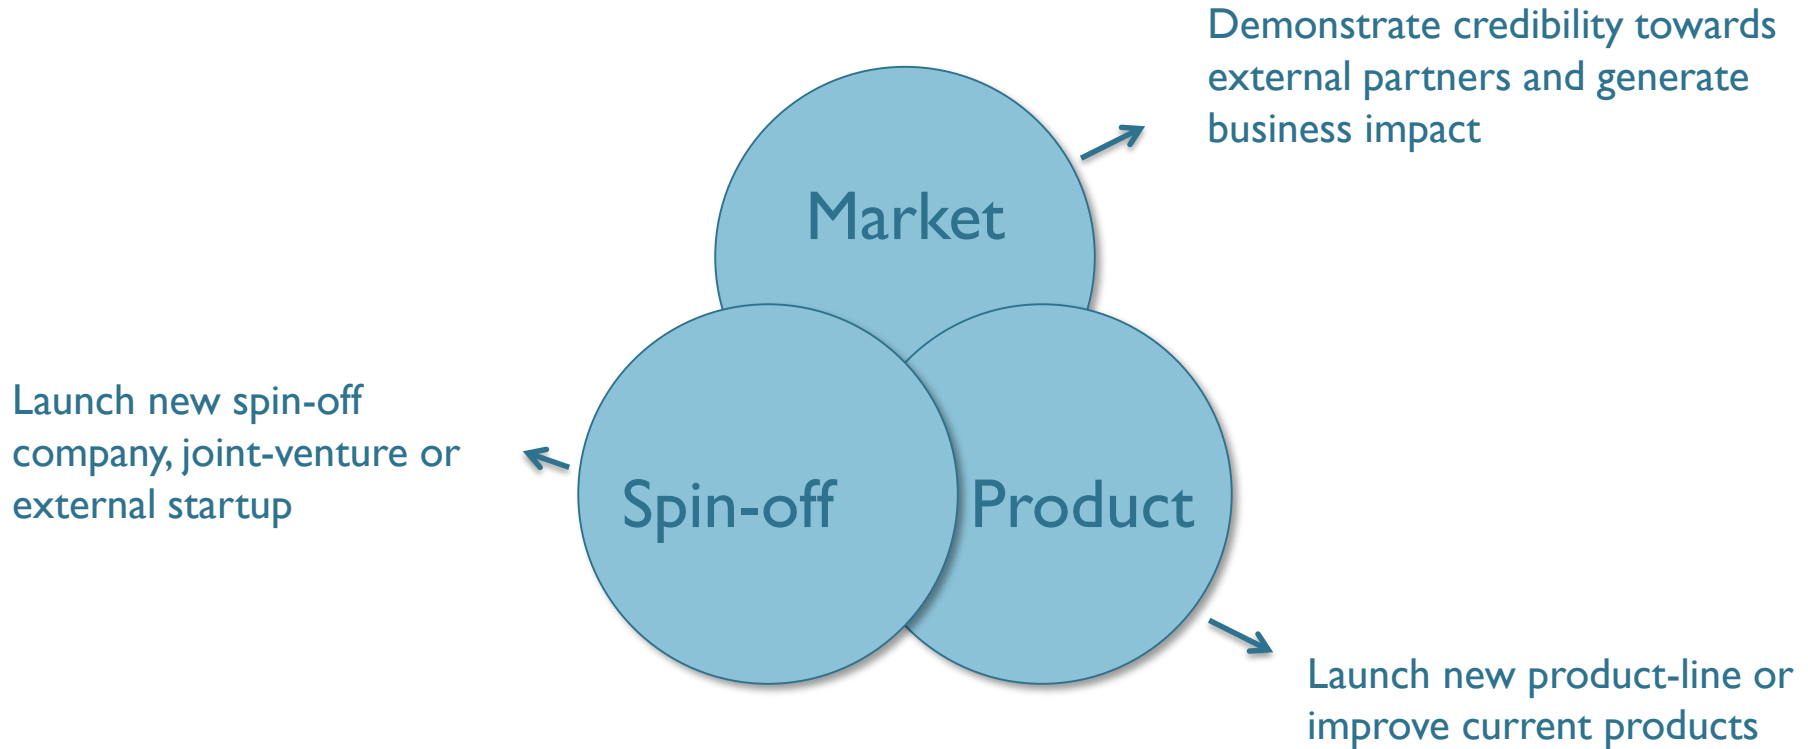 Demonstrate credibility towards
external partners and generate
business impact
Market
Launch new spin-off
company, joint-venture or
external startup
Spin-off
Product
Launch new product-line or
improve current products